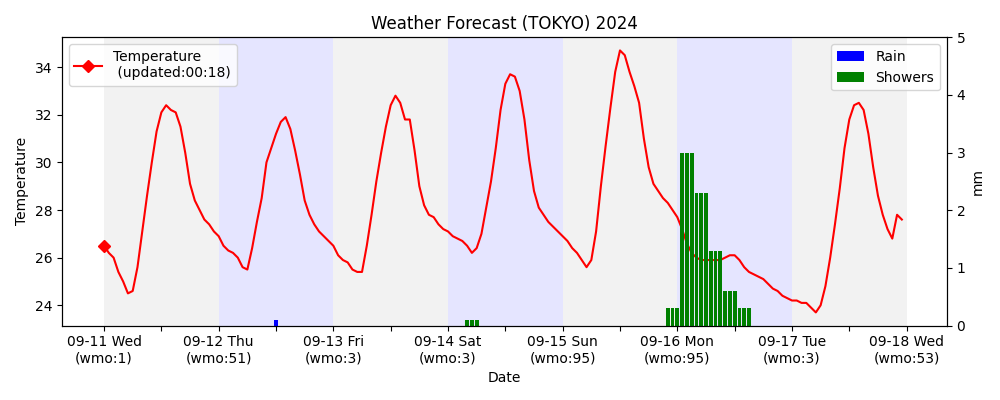 Weather Forecast (TOKYO) 2024
Temperature
(updated:00:18)
Rain
Showers
34
32
30
28
26
24
Temperature
5
4
3
2
1
0
mm
09-11 Wed
(wmo:1)
09-12 Thu
(wmo:51)
09-13 Fri
(wmo:3)
09-14 Sat
(wmo:3)
09-15 Sun
(wmo:95)
09-16 Mon
(wmo:95)
09-17 Tue
(wmo:3)
09-18 Wed
(wmo:53)
Date